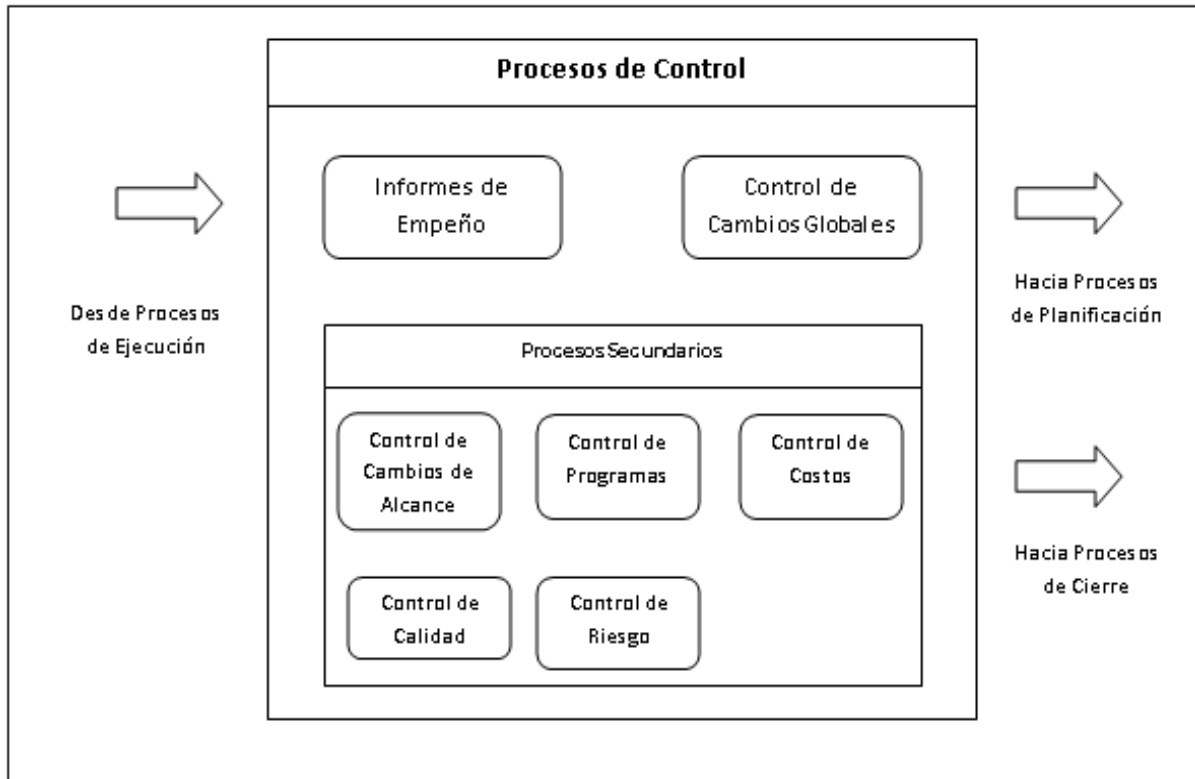 Procesos de Control
Informes de
Empeño
Control de
Cambios Globales
Desde Procesos
de Ejecución
Hacia Procesos
de Planificación
Procesos Secundarios
Control de
Cambios de
Alcance
Control de
Programas
Control de
Costos
Hacia Procesos
de Cierre
Control de
Calidad
Control de
Riesgo